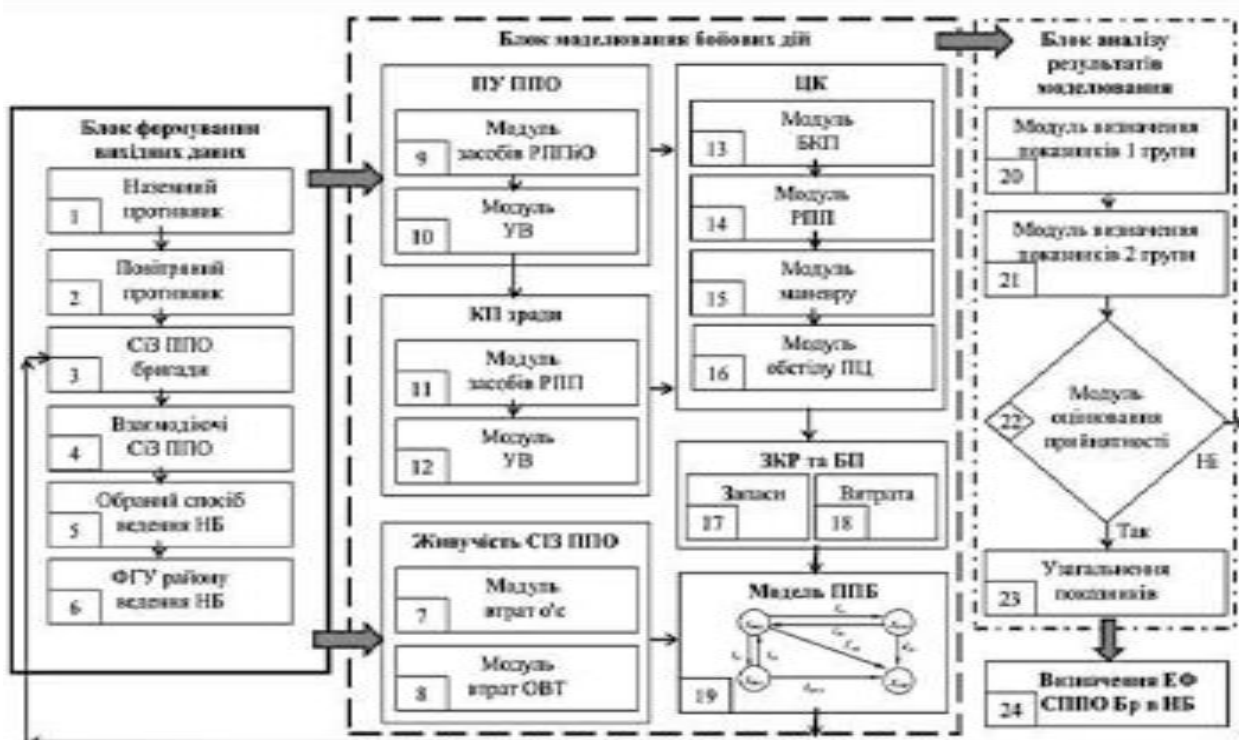 Блок формування
вихідних даних
Наземний
противник
1
Повітряний
противник
2
СіЗ ППО
бригади
3
Взаємодіючі
СіЗ ППО
4
Обраний спосіб
ведення НБ
5
ФГУ району
ведення НБ
6
Блок моделювання бойових дій
ПУ ППО
Модуль
засобів РППіО
9
Модуль
УВ
10
КП зради
Модуль
засобів РПП
11
Модуль
УВ
12
Живучість СІЗ ППО
Модуль
втрат о/с
7
Модуль
втрат ОВТ
8
ЦК
Модуль
БКП
13
Модуль
РПП
14
Модуль
маневру
15
Модуль
обстілу ПЦ
16
ЗКР та БП
Запаси
17
Витрата
18
Модель ППБ
19
Блок аналізу
результатів
моделювання
Модуль визначення
показників 1 групи
20
Модуль визначення
показників 2 групи
21
Модуль
оцінювання
прийнятності
22
Ні
Так
Узагальнення
показників
23
Визначення ЕФ
СППО Бр в НБ
24